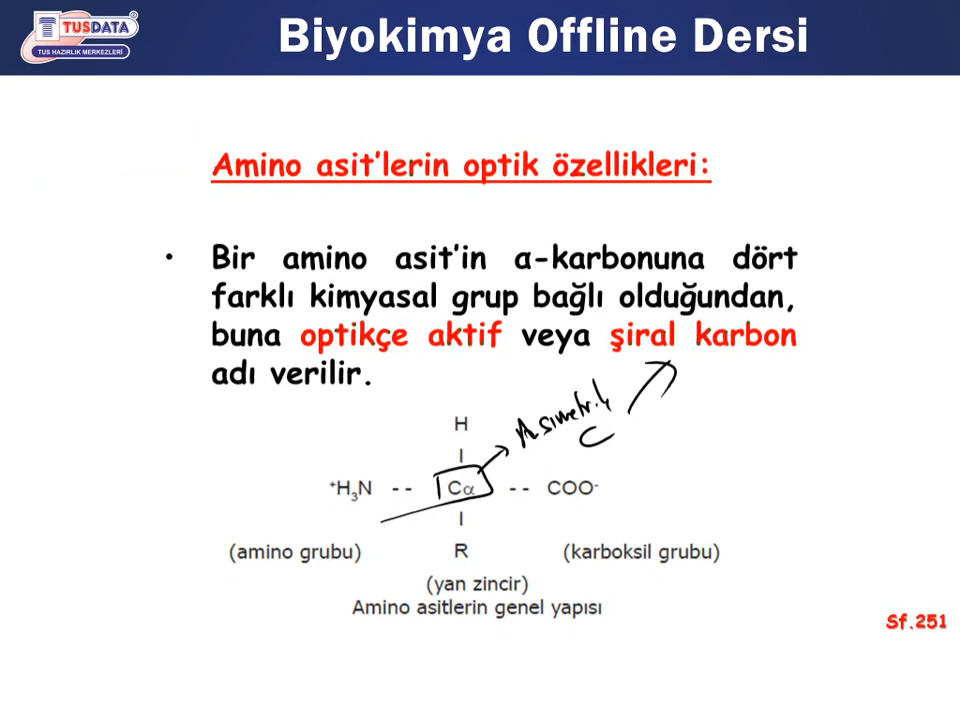 TUSDATA
TUS HAZIRLIK MERKEZLERİ
Biyokimya Offline Dersi
Amino asit'lerin optik özellikleri:
• Bir amino asit'in α-karbonuna dört
farklı kimyasal grup bağlı olduğundan,
buna optikçe aktif veya şiral karbon
adı verilir.
Asimetrik
C
H
I
⁺H₃N -- Cα -- COO⁻
I
(amino grubu) R (karboksil grubu)
(yan zincir)
Amino asitlerin genel yapısı
Sf.251